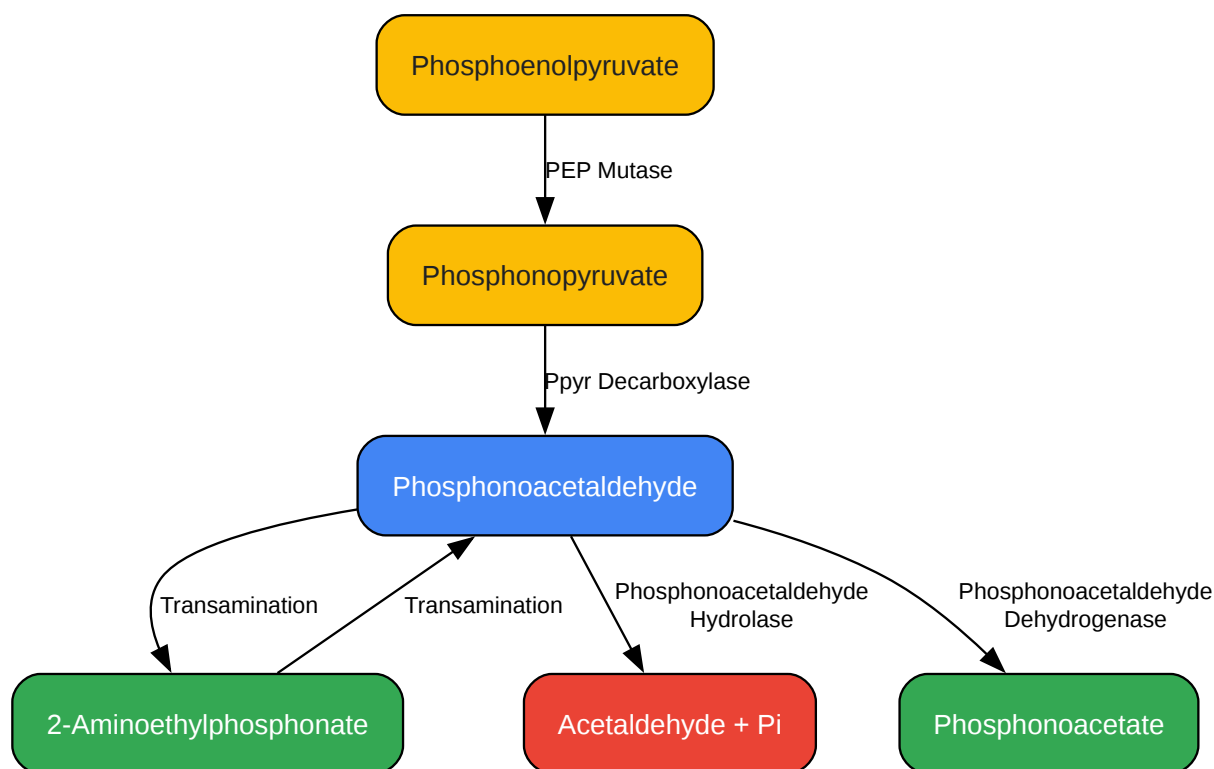 Phosphoenolpyruvate
PEP Mutase
Phosphonopyruvate
Ppyr Decarboxylase
Phosphonoacetaldehyde
Transamination
Transamination
Phosphonoacetaldehyde
Hydrolase
Phosphonoacetaldehyde
Dehydrogenase
2-Aminoethylphosphonate
Acetaldehyde + Pi
Phosphonoacetate